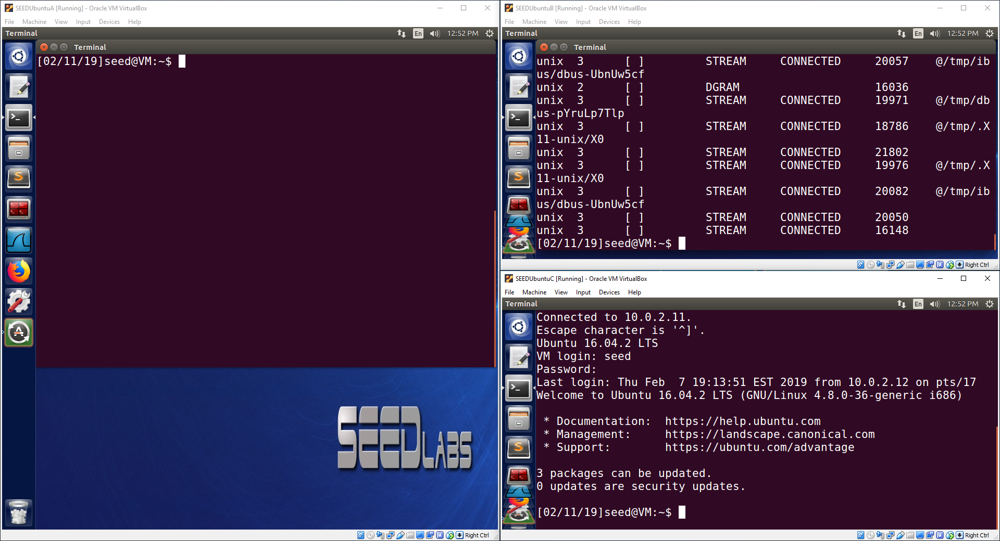 SEEDUbuntuA [Running] - Oracle VM VirtualBox
File Machine View Input Devices Help
Terminal En 12:52 PM
Terminal
[02/11/19]seed@VM:~$
SEEDLABS
Right Ctrl
SEEDUbuntuB [Running] - Oracle VM VirtualBox
File Machine View Input Devices Help
Terminal En 12:52 PM
Terminal
unix 3 [ ] STREAM CONNECTED 20057 @/tmp/ib
us/dbus-UbnUw5cf
unix 2 [ ] DGRAM 16036
unix 3 [ ] STREAM CONNECTED 19971 @/tmp/db
us-pYruLp7Tlp
unix 3 [ ] STREAM CONNECTED 18786 @/tmp/.X
11-unix/X0
unix 3 [ ] STREAM CONNECTED 21802
unix 3 [ ] STREAM CONNECTED 19976 @/tmp/.X
11-unix/X0
unix 3 [ ] STREAM CONNECTED 20082 @/tmp/ib
us/dbus-UbnUw5cf
unix 3 [ ] STREAM CONNECTED 20050
unix 3 [ ] STREAM CONNECTED 16148
[02/11/19]seed@VM:~$
Right Ctrl
SEEDUbuntuC [Running] - Oracle VM VirtualBox
File Machine View Input Devices Help
Terminal En 12:52 PM
Connected to 10.0.2.11.
Escape character is '^]'.
Ubuntu 16.04.2 LTS
VM login: seed
Password:
Last login: Thu Feb  7 19:13:51 EST 2019 from 10.0.2.12 on pts/17
Welcome to Ubuntu 16.04.2 LTS (GNU/Linux 4.8.0-36-generic i686)
* Documentation:  https://help.ubuntu.com
* Management:     https://landscape.canonical.com
* Support:        https://ubuntu.com/advantage
3 packages can be updated.
0 updates are security updates.
[02/11/19]seed@VM:~$
Right Ctrl